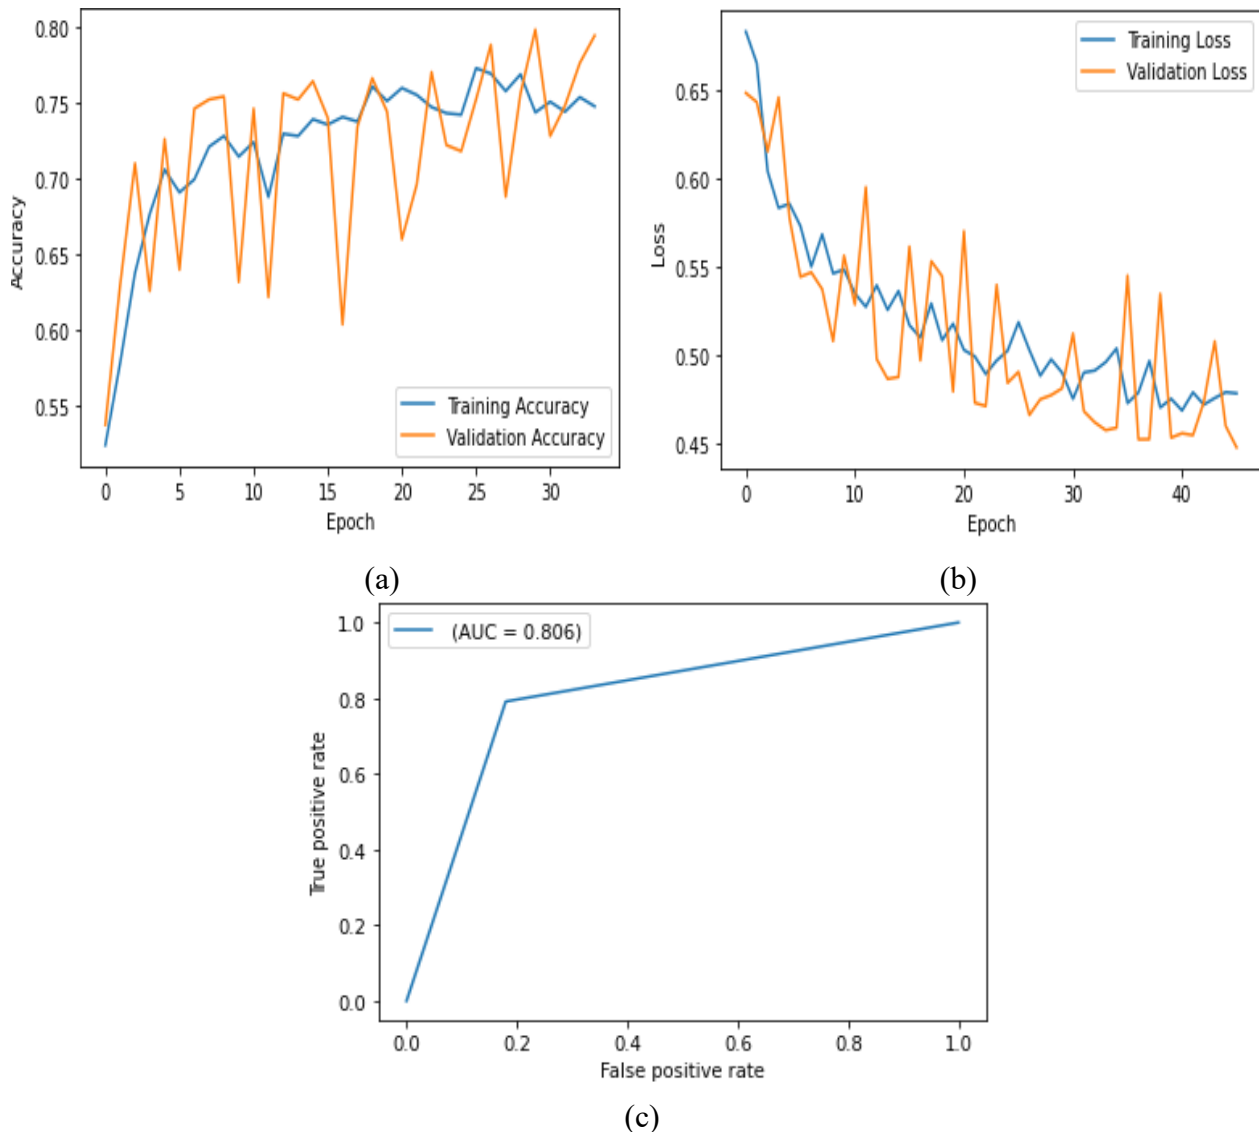 0.80
0.75
0.70
0.65
0.60
0.55
Accuracy
Training Accuracy
Validation Accuracy
0 5 10 15 20 25 30
Epoch
(a)
Training Loss
Validation Loss
0.65
0.60
0.55
0.50
0.45
Loss
0 10 20 30 40
Epoch
(b)
(AUC = 0.806)
1.0
0.8
0.6
0.4
0.2
0.0
True positive rate
0.0 0.2 0.4 0.6 0.8 1.0
False positive rate
(c)